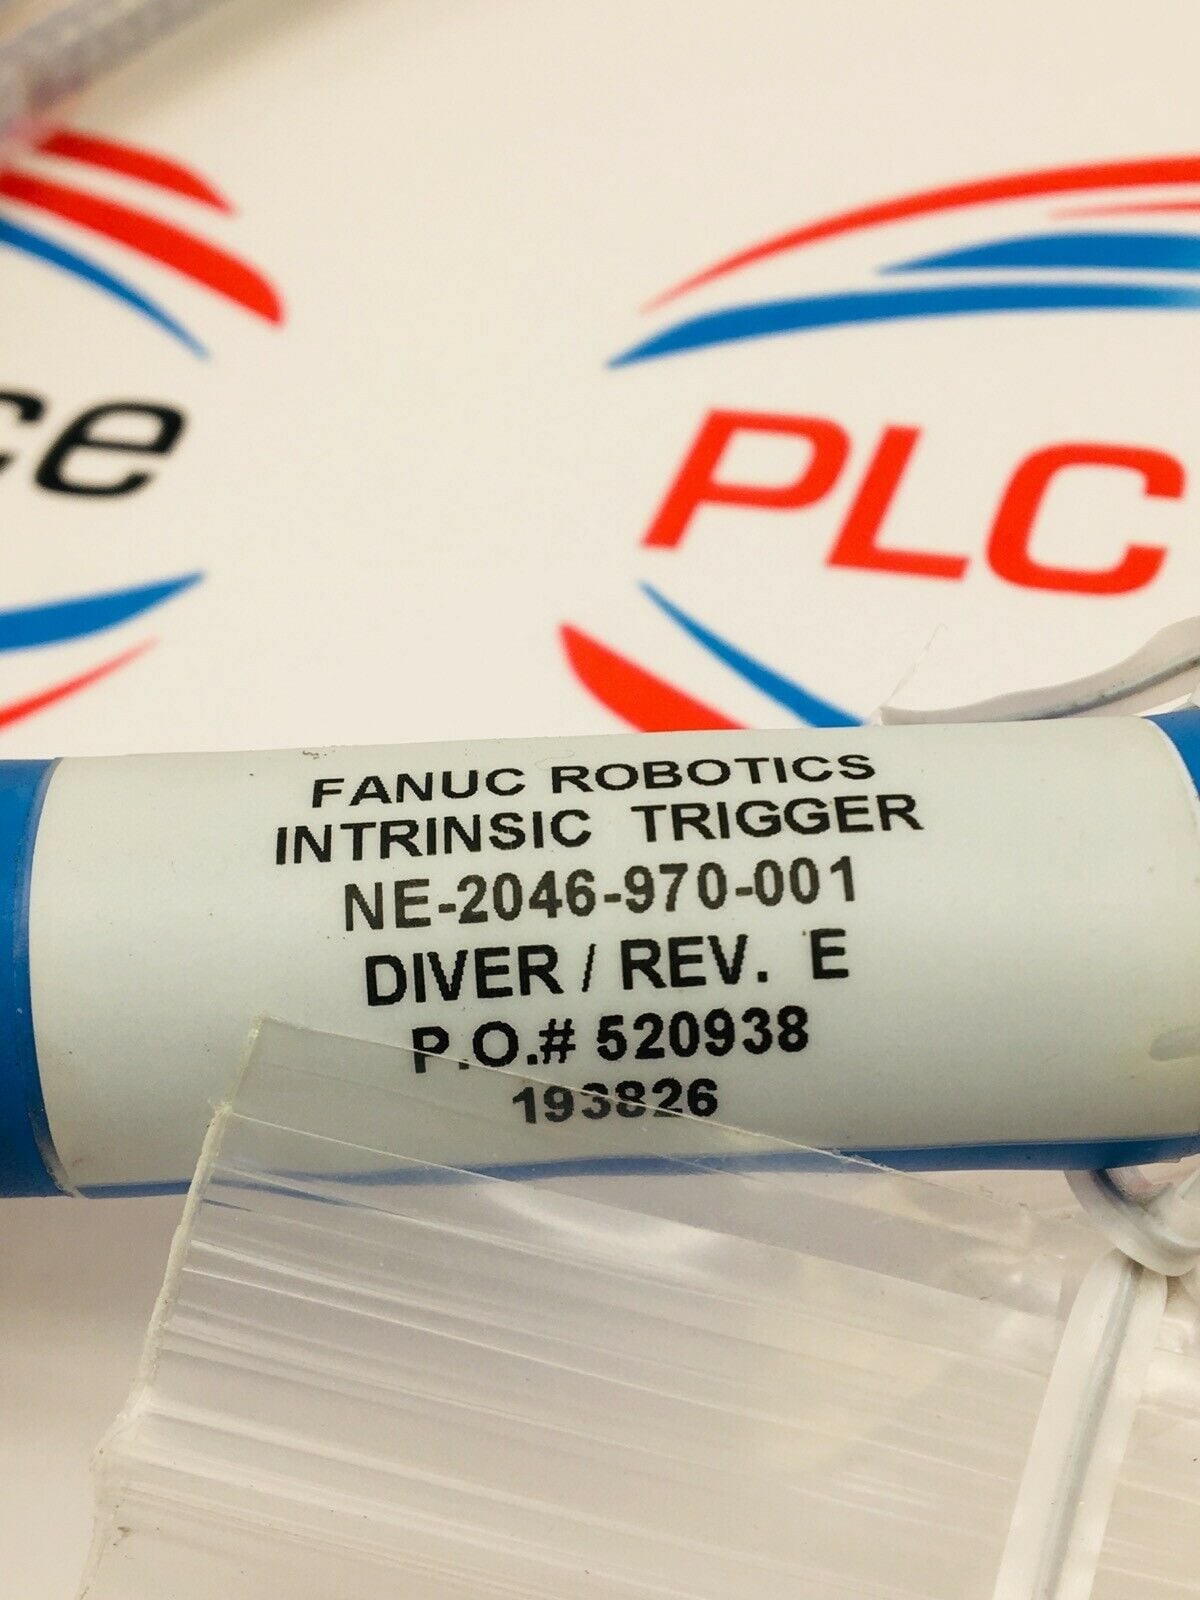 ce
PLC
FANUC ROBOTICS
INTRINSIC TRIGGER
NE-2046-970-001
DIVER / REV. E
P.O.# 520938
193826